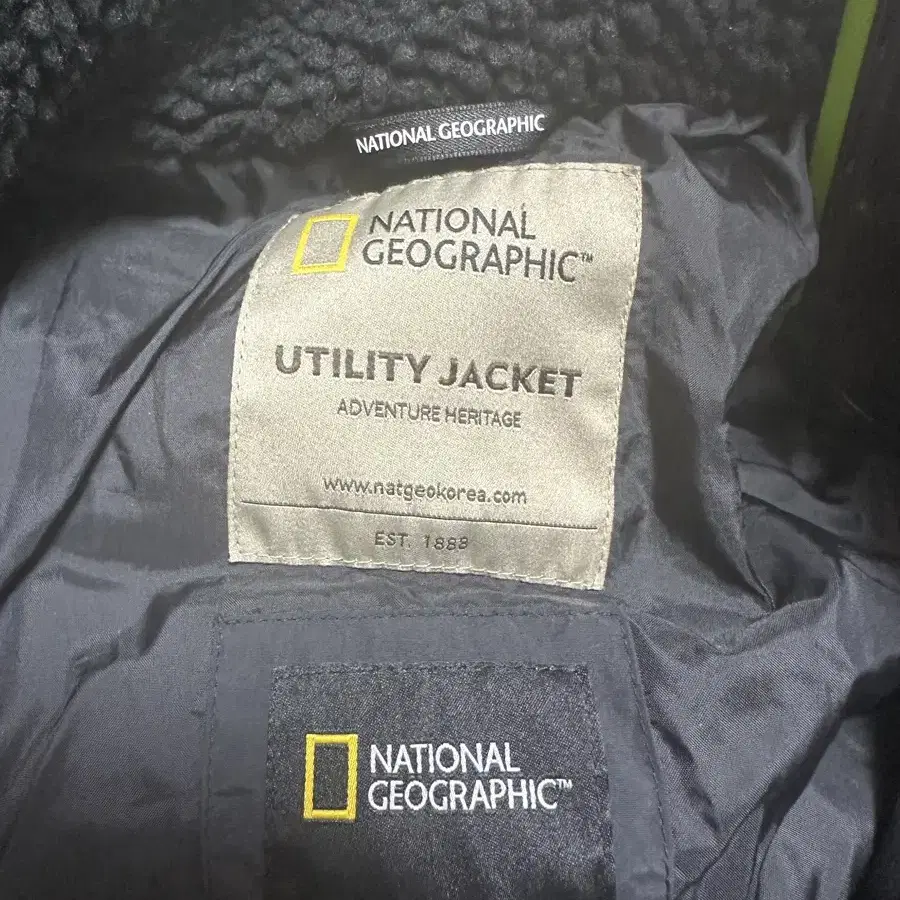 NATIONAL GEOGRAPHIC
NATIONAL
GEOGRAPHIC™
UTILITY JACKET
ADVENTURE HERITAGE
www.natgeokorea.com
EST. 1888
NATIONAL
GEOGRAPHIC™